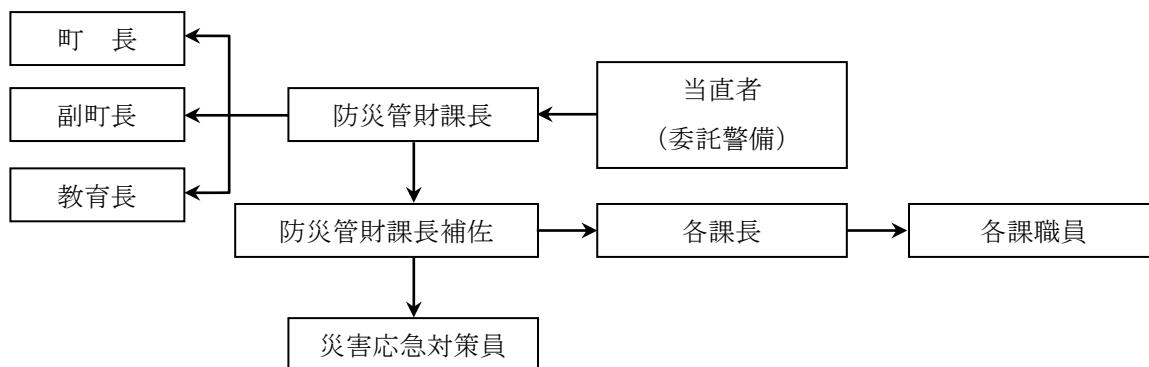 町　長
副町長
教育長
防災管財課長
当直者
（委託警備）
防災管財課長補佐
各課長
各課職員
災害応急対策員